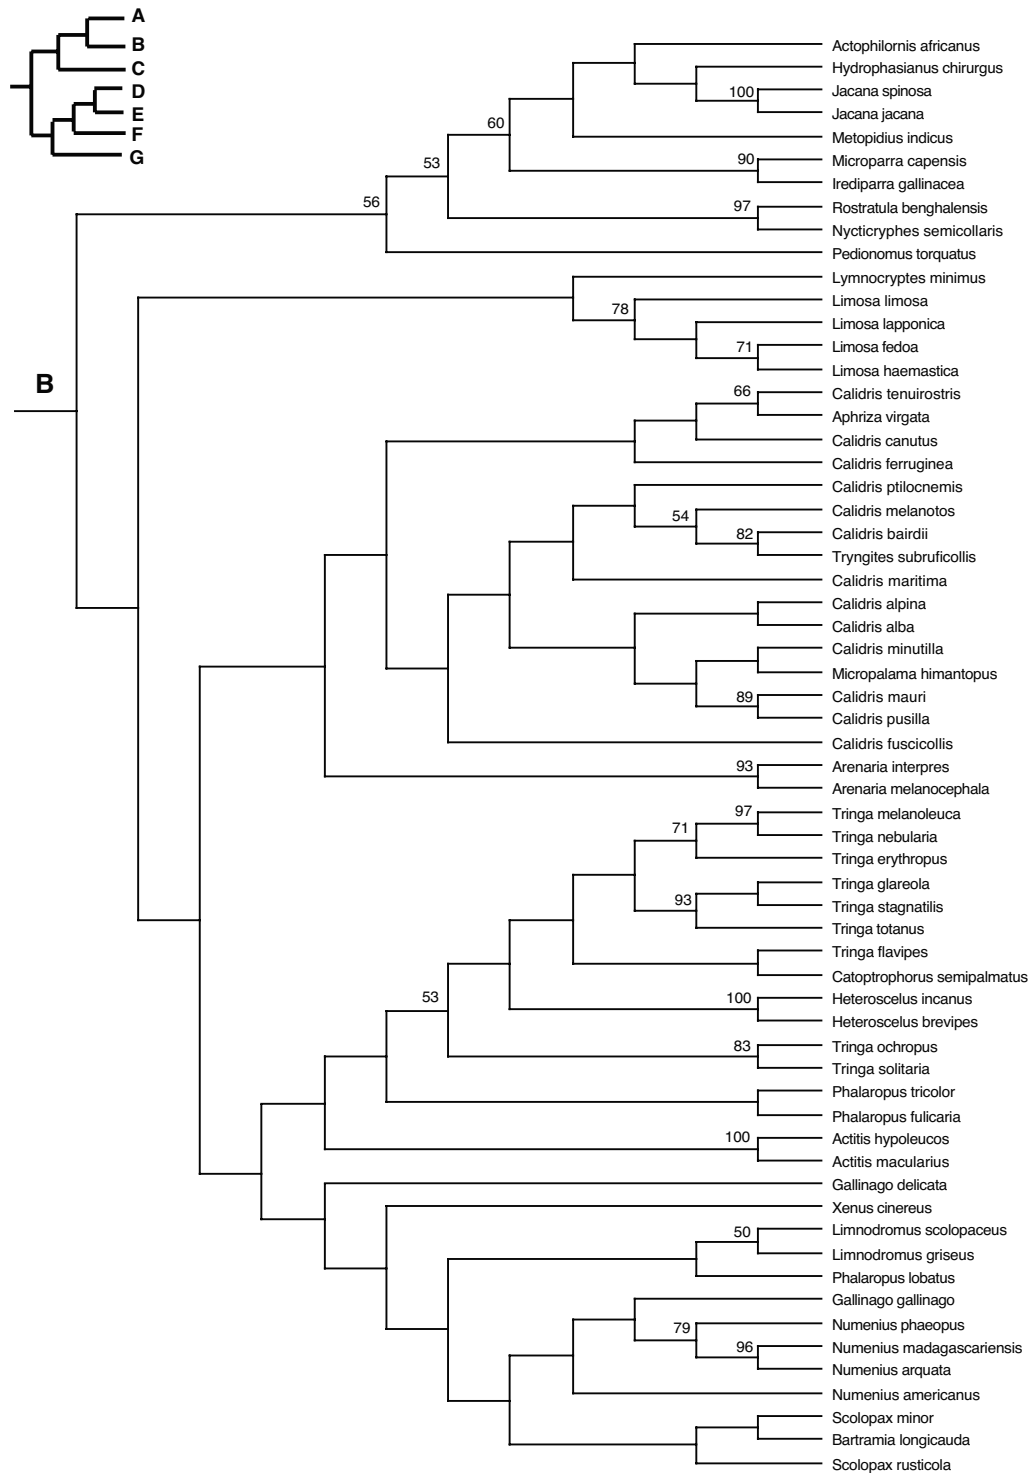 A
B
C
D
E
F
G
B
Actophilornis africanus
Hydrophasianus chirurgus
100
Jacana spinosa
Jacana jacana
60
Metopidius indicus
53
90
Microparra capensis
Irediparra gallinacea
56
97
Rostratula benghalensis
Nycticryphes semicollaris
Pedionomus torquatus
Lymnocryptes minimus
78
Limosa limosa
Limosa lapponica
71
Limosa fedoa
Limosa haemastica
66
Calidris tenuirostris
Aphriza virgata
Calidris canutus
Calidris ferruginea
Calidris ptilocnemis
54
Calidris melanotos
82
Calidris bairdii
Tryngites subruficollis
Calidris maritima
Calidris alpina
Calidris alba
Calidris minutilla
Micropalama himantopus
89
Calidris mauri
Calidris pusilla
Calidris fuscicollis
93
Arenaria interpres
Arenaria melanocephala
97
Tringa melanoleuca
71
Tringa nebularia
Tringa erythropus
Tringa glareola
93
Tringa stagnatilis
Tringa totanus
Tringa flavipes
Catoptrophorus semipalmatus
53
100
Heteroscelus incanus
Heteroscelus brevipes
83
Tringa ochropus
Tringa solitaria
Phalaropus tricolor
Phalaropus fulicaria
100
Actitis hypoleucos
Actitis macularius
Gallinago delicata
Xenus cinereus
50
Limnodromus scolopaceus
Limnodromus griseus
Phalaropus lobatus
Gallinago gallinago
79
Numenius phaeopus
96
Numenius madagascariensis
Numenius arquata
Numenius americanus
Scolopax minor
Bartramia longicauda
Scolopax rusticola